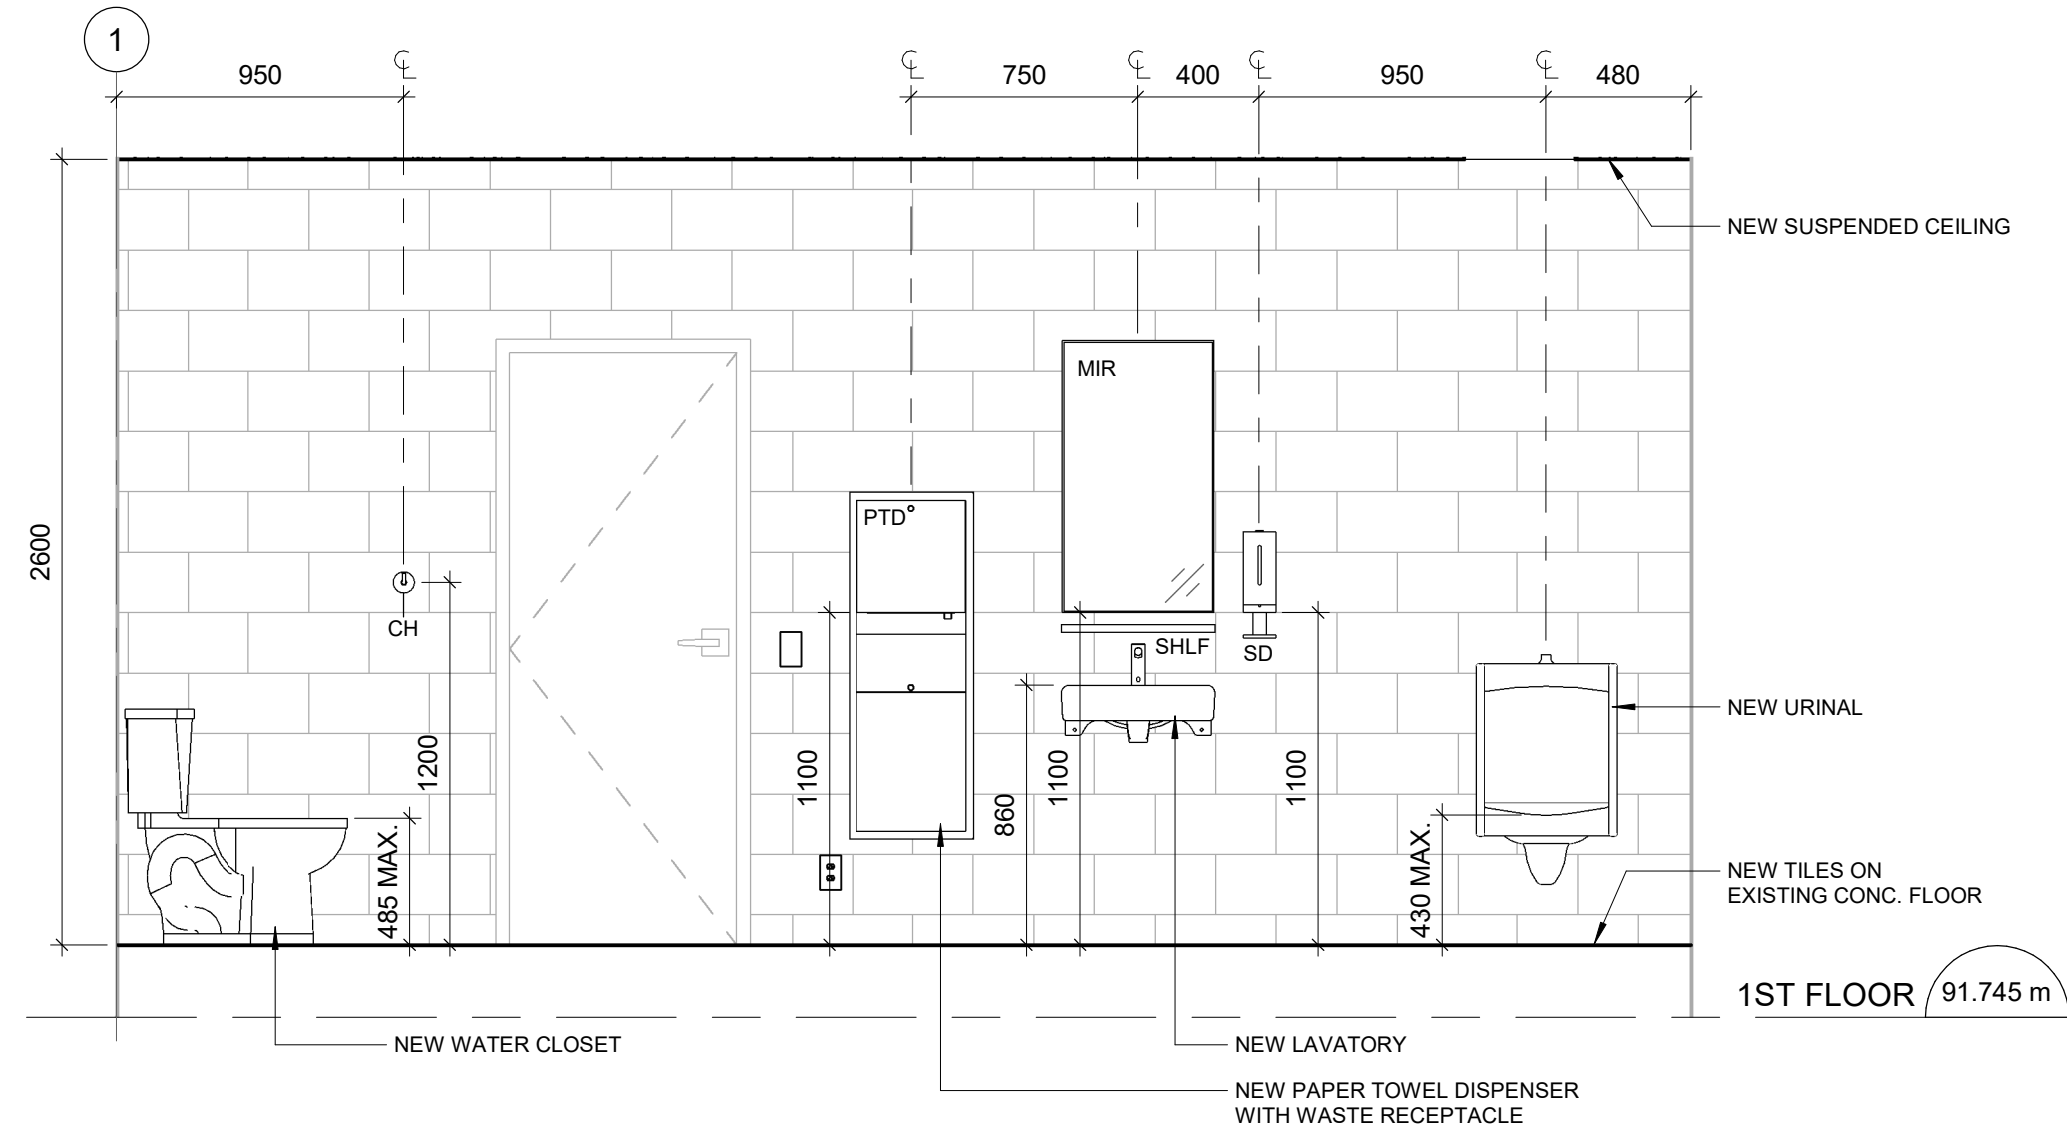 1
950
℄
℄
750
℄
400
℄
950
℄
480
NEW SUSPENDED CEILING
MIR
PTD
2600
CH
SHLF
SD
NEW URINAL
1200
1100
860
1100
1100
485 MAX.
430 MAX.
NEW TILES ON
EXISTING CONC. FLOOR
1ST FLOOR
91.745 m
NEW WATER CLOSET
NEW LAVATORY
NEW PAPER TOWEL DISPENSER
WITH WASTE RECEPTACLE